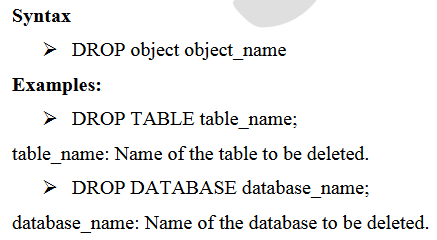 Syntax
➢ DROP object object_name
Examples:
➢ DROP TABLE table_name;
table_name: Name of the table to be deleted.
➢ DROP DATABASE database_name;
database_name: Name of the database to be deleted.